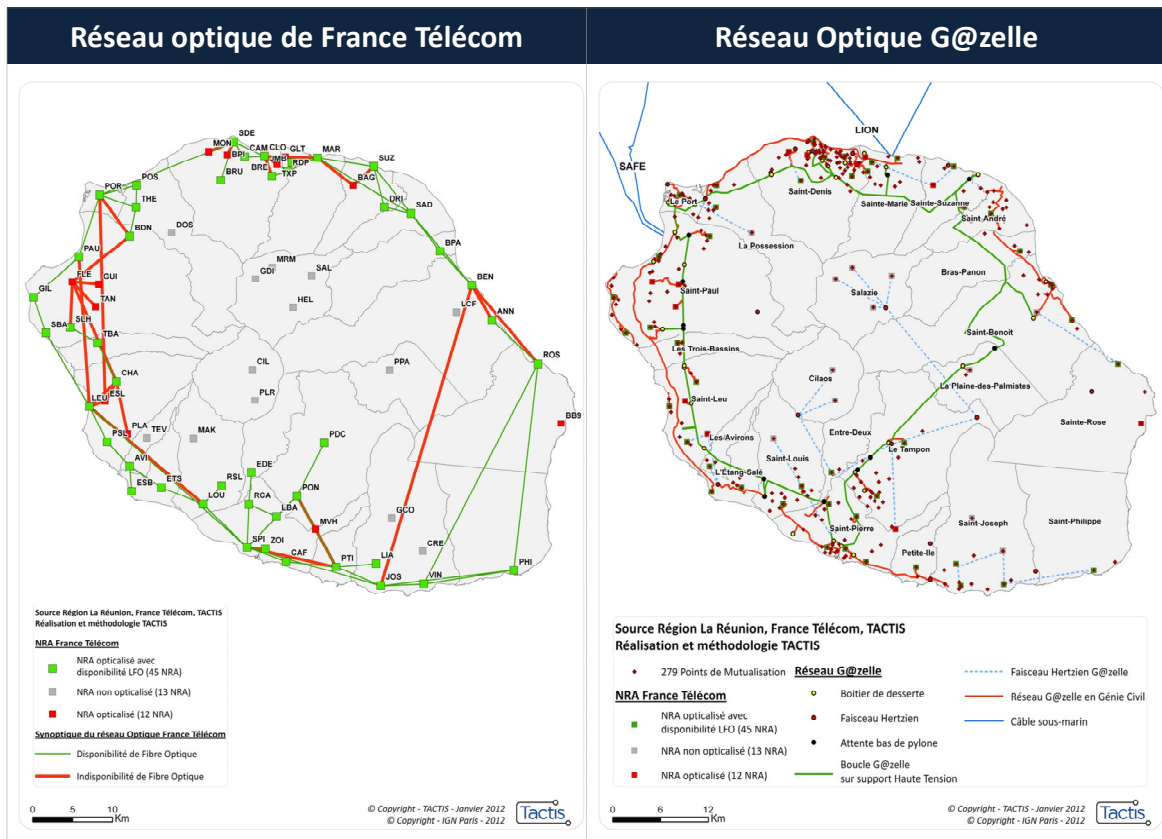 Réseau optique de France Télécom
SDE
MON
CAM
CLO
GLT
MAR
BPI
JMB
RDP
SUZ
BRU
BRE
TXP
BAG
POS
POR
THE
DRI
SAD
BDN
DOS
PAU
BPA
FLE
GUI
MRM
GDI
SAL
BEN
GIL
TAN
HEL
LCF
ANN
SBA
SLH
TBA
ROS
CHA
CIL
PPA
ESL
PLR
LEU
PLA
TEV
MAK
PDC
BB9
PSL
AVI
ESB
ETS
RSL
EDE
LOU
RCA
PON
LBA
MVH
GCO
SPI
ZOI
CAF
PTI
LIA
CRE
JOS
VIN
PHI
Source Région La Réunion, France Télécom, TACTIS
Réalisation et méthodologie TACTIS
NRA France Télécom
NRA opticalisé avec
disponibilité LFO (45 NRA)
NRA non opticalisé (13 NRA)
NRA opticalisé (12 NRA)
Synoptique du réseau Optique France Télécom
Disponibilité de Fibre Optique
Indisponibilité de Fibre Optique
0 5 10
Km
© Copyright - TACTIS - Janvier 2012
© Copyright - IGN Paris - 2012
Tactis
Réseau Optique G@zelle
LION
SAFE
Saint-Denis
Le Port
Sainte-Marie
Sainte-Suzanne
Saint-André
La Possession
Bras-Panon
Saint-Paul
Salazie
Saint-Benoit
Les Trois-Bassins
Cilaos
La Plaine-des-Palmistes
Saint-Leu
Sainte-Rose
Les Avirons
Entre-Deux
Le Tampon
Saint-Louis
L'Étang-Salé
Saint-Pierre
Saint-Joseph
Saint-Philippe
Petite-Ile
Source Région La Réunion, France Télécom, TACTIS
Réalisation et méthodologie TACTIS
279 Points de Mutualisation
NRA France Télécom
NRA opticalisé avec
disponibilité LFO (45 NRA)
NRA non opticalisé (13 NRA)
NRA opticalisé (12 NRA)
Réseau G@zelle
Boitier de desserte
Faisceau Hertzien
Attente bas de pylone
Boucle G@zelle
sur support Haute Tension
Faisceau Hertzien G@zelle
Réseau G@zelle en Génie Civil
Câble sous-marin
0 6 12
Km
© Copyright - TACTIS - Janvier 2012
© Copyright - IGN Paris - 2012
Tactis